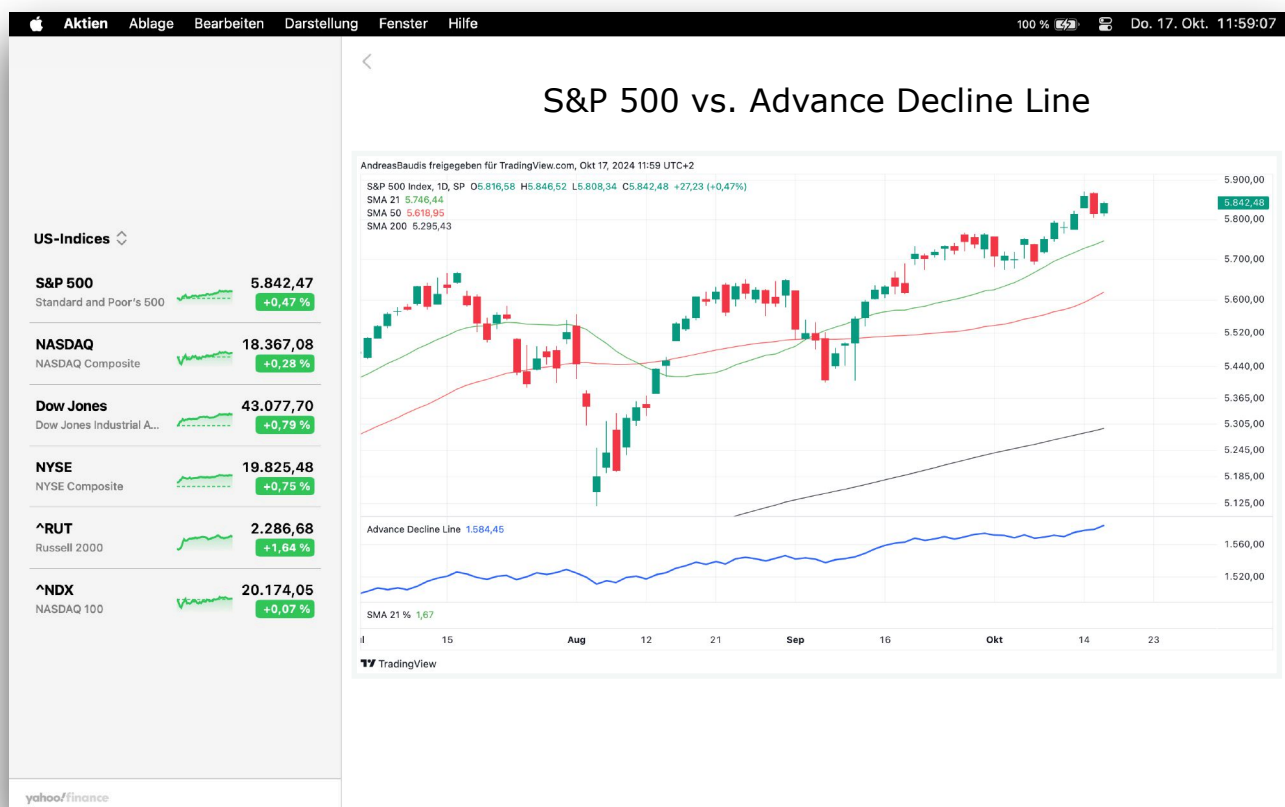 Aktien Ablage Bearbeiten Darstellung Fenster Hilfe 100 % Do. 17. Okt. 11:59:07
US-Indices
S&P 500 5.842,47
Standard and Poor's 500 +0,47 %
NASDAQ 18.367,08
NASDAQ Composite +0,28 %
Dow Jones 43.077,70
Dow Jones Industrial A... +0,79 %
NYSE 19.825,48
NYSE Composite +0,75 %
^RUT 2.286,68
Russell 2000 +1,64 %
^NDX 20.174,05
NASDAQ 100 +0,07 %
yahoo!finance
S&P 500 vs. Advance Decline Line
AndreasBaudis freigegeben für TradingView.com, Okt 17, 2024 11:59 UTC+2
S&P 500 Index, 1D, SP O5.816,58 H5.846,52 L5.808,34 C5.842,48 +27,23 (+0,47%)
SMA 21 5.746,44
SMA 50 5.618,95
SMA 200 5.295,43
5.900,00
5.842,48
5.800,00
5.700,00
5.600,00
5.520,00
5.440,00
5.365,00
5.305,00
5.245,00
5.185,00
5.125,00
Advance Decline Line 1.584,45
1.560,00
1.520,00
SMA 21 % 1,67
15 Aug 12 21 Sep 16 Okt 14 23
TradingView